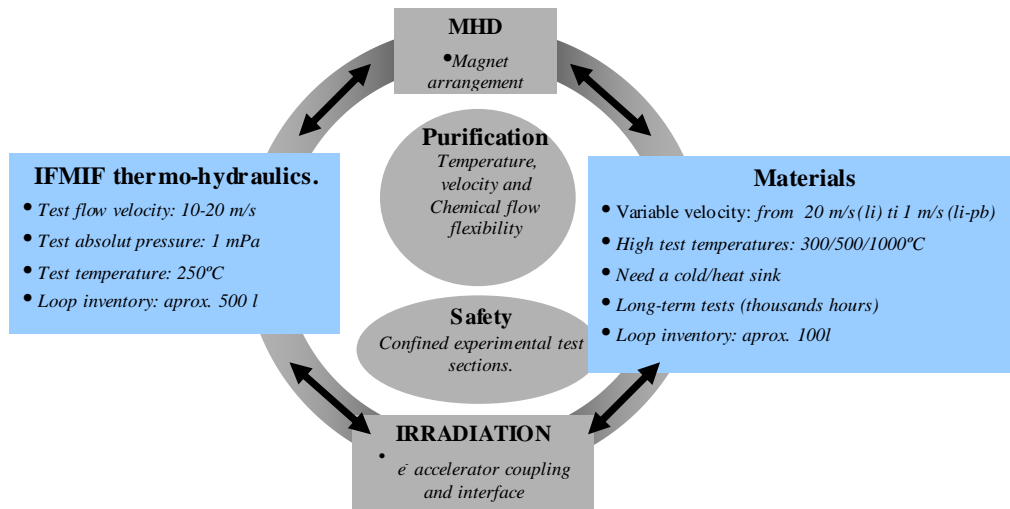 MHD
•Magnet
arrangement
Purification
Temperature,
velocity and
Chemical flow
flexibility
IFMIF thermo-hydraulics.
• Test flow velocity: 10-20 m/s
• Test absolut pressure: 1 mPa
• Test temperature: 250ºC
• Loop inventory: aprox. 500 l
Materials
• Variable velocity: from 20 m/s (li) ti 1 m/s (li-pb)
• High test temperatures: 300/500/1000ºC
• Need a cold/heat sink
• Long-term tests (thousands hours)
• Loop inventory: aprox. 100l
Safety
Confined experimental test
sections.
IRRADIATION
• e⁻ accelerator coupling
and interface